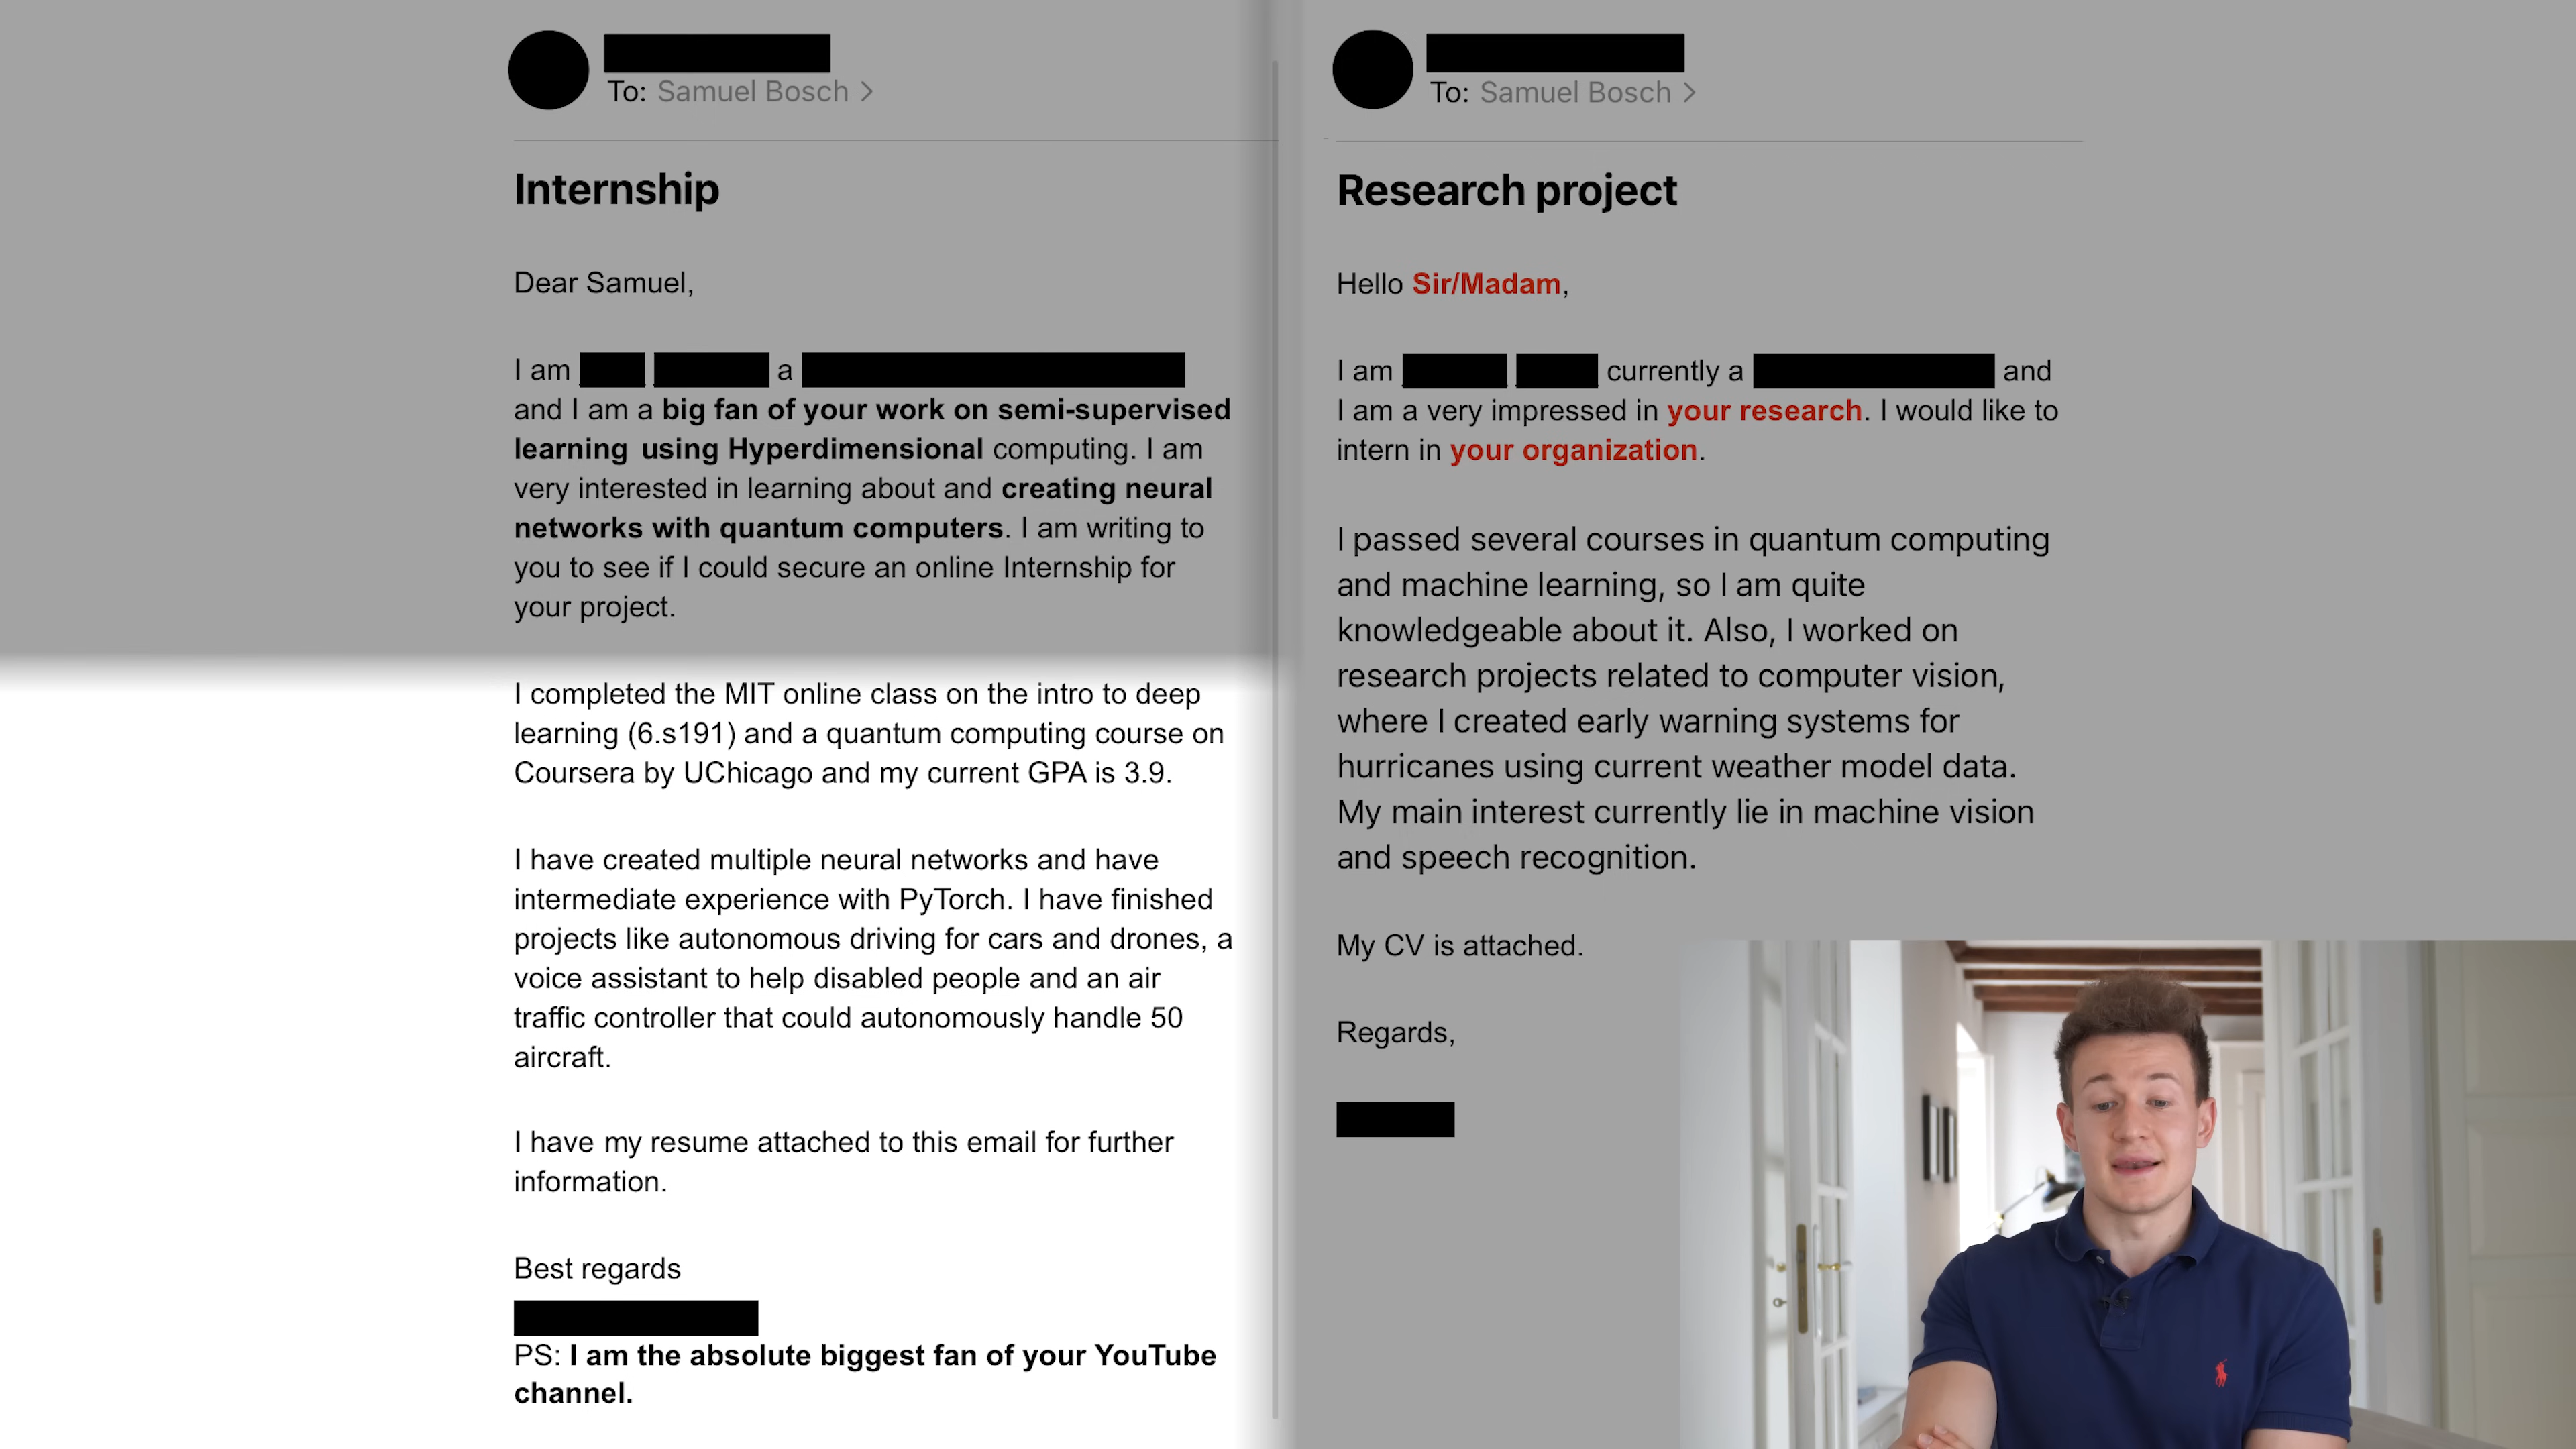 To: Samuel Bosch >
Internship
Dear Samuel,
I am a
and I am a big fan of your work on semi-supervised
learning using Hyperdimensional computing. I am
very interested in learning about and creating neural
networks with quantum computers. I am writing to
you to see if I could secure an online Internship for
your project.
I completed the MIT online class on the intro to deep
learning (6.s191) and a quantum computing course on
Coursera by UChicago and my current GPA is 3.9.
I have created multiple neural networks and have
intermediate experience with PyTorch. I have finished
projects like autonomous driving for cars and drones, a
voice assistant to help disabled people and an air
traffic controller that could autonomously handle 50
aircraft.
I have my resume attached to this email for further
information.
Best regards
PS: I am the absolute biggest fan of your YouTube
channel.
To: Samuel Bosch >
Research project
Hello Sir/Madam,
I am currently a and
I am a very impressed in your research. I would like to
intern in your organization.
I passed several courses in quantum computing
and machine learning, so I am quite
knowledgeable about it. Also, I worked on
research projects related to computer vision,
where I created early warning systems for
hurricanes using current weather model data.
My main interest currently lie in machine vision
and speech recognition.
My CV is attached.
Regards,